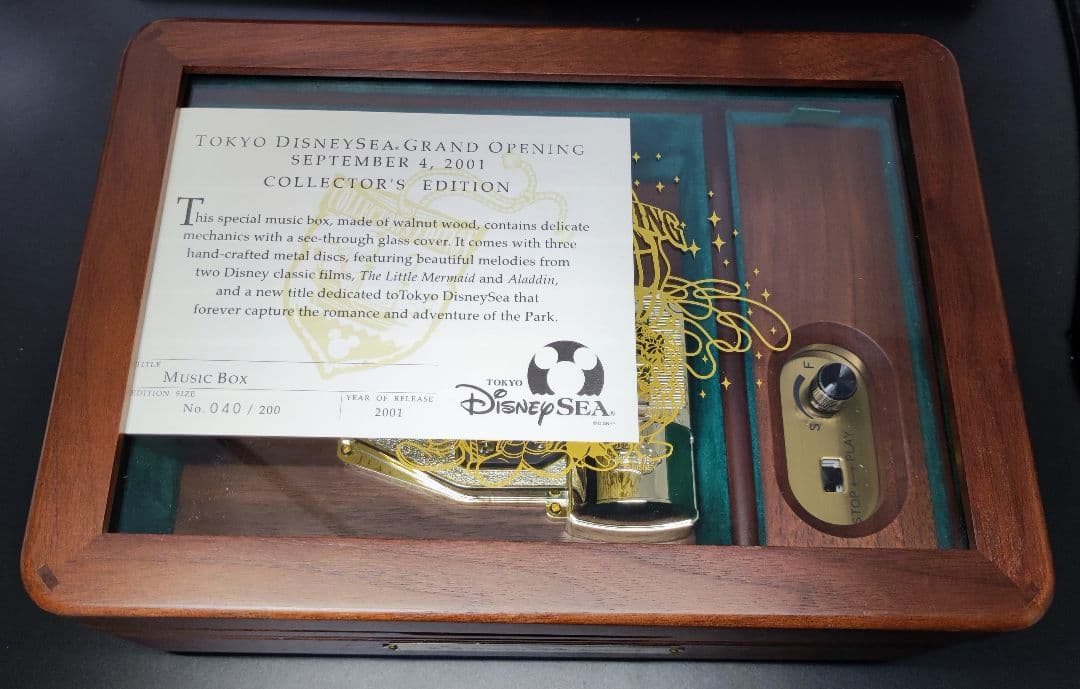 TOKYO DISNEYSEA® GRAND OPENING
SEPTEMBER 4, 2001
COLLECTOR'S EDITION
This special music box, made of walnut wood, contains delicate
mechanics with a see-through glass cover. It comes with three
hand-crafted metal discs, featuring beautiful melodies from
two Disney classic films, The Little Mermaid and Aladdin,
and a new title dedicated toTokyo DisneySea that
forever capture the romance and adventure of the Park.
TITLE
MUSIC BOX
EDITION SIZE
No. 040 / 200
YEAR OF RELEASE
2001
TOKYO
DISNEYSEA®
©DISNEY
S F
STOP PLAY